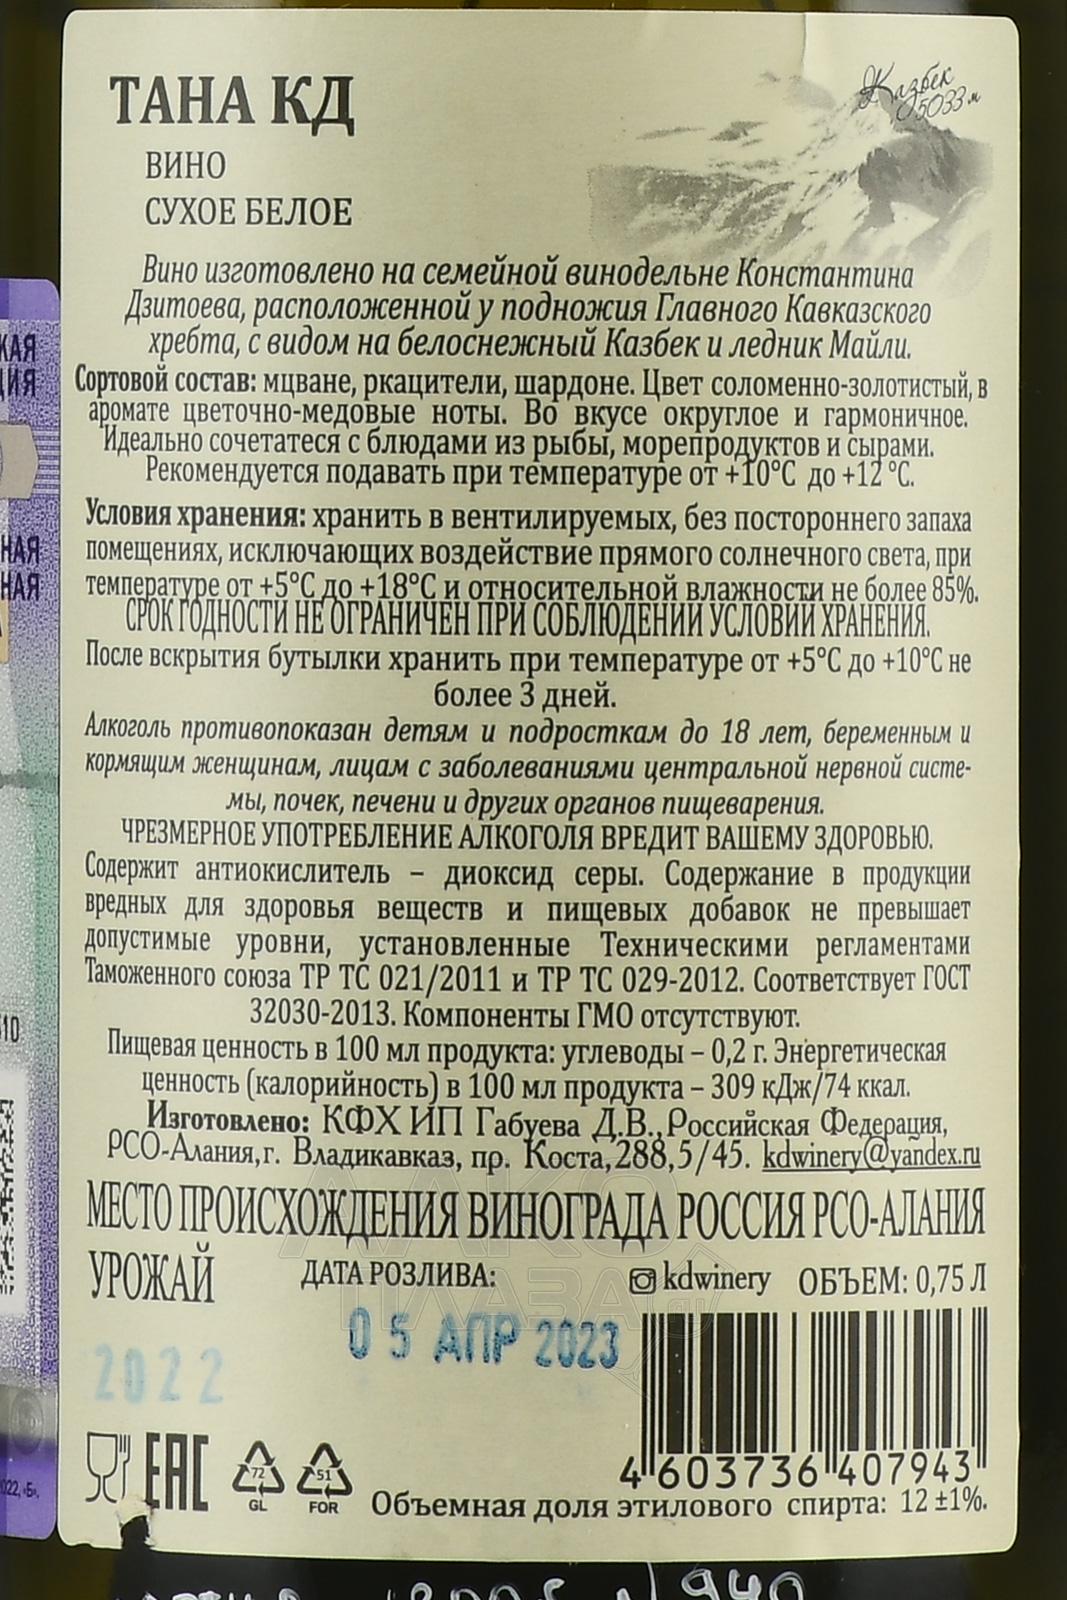 Казбек
5033 м
ТАНА КД
ВИНО
СУХОЕ БЕЛОЕ
Вино изготовлено на семейной винодельне Константина
Дзитоева, расположенной у подножия Главного Кавказского
хребта, с видом на белоснежный Казбек и ледник Майли.
Сортовой состав: мцване, ркацители, шардоне. Цвет соломенно-золотистый, в
аромате цветочно-медовые ноты. Во вкусе округлое и гармоничное.
Идеально сочетатеся с блюдами из рыбы, морепродуктов и сырами.
Рекомендуется подавать при температуре от +10°С до +12 °С.
Условия хранения: хранить в вентилируемых, без постороннего запаха
помещениях, исключающих воздействие прямого солнечного света, при
температуре от +5°С до +18°С и относительной влажности не более 85%.
СРОК ГОДНОСТИ НЕ ОГРАНИЧЕН ПРИ СОБЛЮДЕНИИ УСЛОВИЙ ХРАНЕНИЯ.
После вскрытия бутылки хранить при температуре от +5°С до +10°С не
более 3 дней.
Алкоголь противопоказан детям и подросткам до 18 лет, беременным и
кормящим женщинам, лицам с заболеваниями центральной нервной систе-
мы, почек, печени и других органов пищеварения.
ЧРЕЗМЕРНОЕ УПОТРЕБЛЕНИЕ АЛКОГОЛЯ ВРЕДИТ ВАШЕМУ ЗДОРОВЬЮ.
Содержит антиокислитель – диоксид серы. Содержание в продукции
вредных для здоровья веществ и пищевых добавок не превышает
допустимые уровни, установленные Техническими регламентами
Таможенного союза ТР ТС 021/2011 и ТР ТС 029-2012. Соответствует ГОСТ
32030-2013. Компоненты ГМО отсутствуют.
Пищевая ценность в 100 мл продукта: углеводы – 0,2 г. Энергетическая
ценность (калорийность) в 100 мл продукта – 309 кДж/74 ккал.
Изготовлено: КФХ ИП Габуева Д.В., Российская Федерация,
РСО-Алания, г. Владикавказ, пр. Коста,288,5/45. kdwinery@yandex.ru
МЕСТО ПРОИСХОЖДЕНИЯ ВИНОГРАДА РОССИЯ РСО-АЛАНИЯ
УРОЖАЙ ДАТА РОЗЛИВА: kdwinery ОБЪЕМ: 0,75 Л
05 АПР 2023
2022
4 603736 407943
EAC 72 GL 51 FOR
Объемная доля этилового спирта: 12 ±1%.
АЛКО
ПЛАЗА